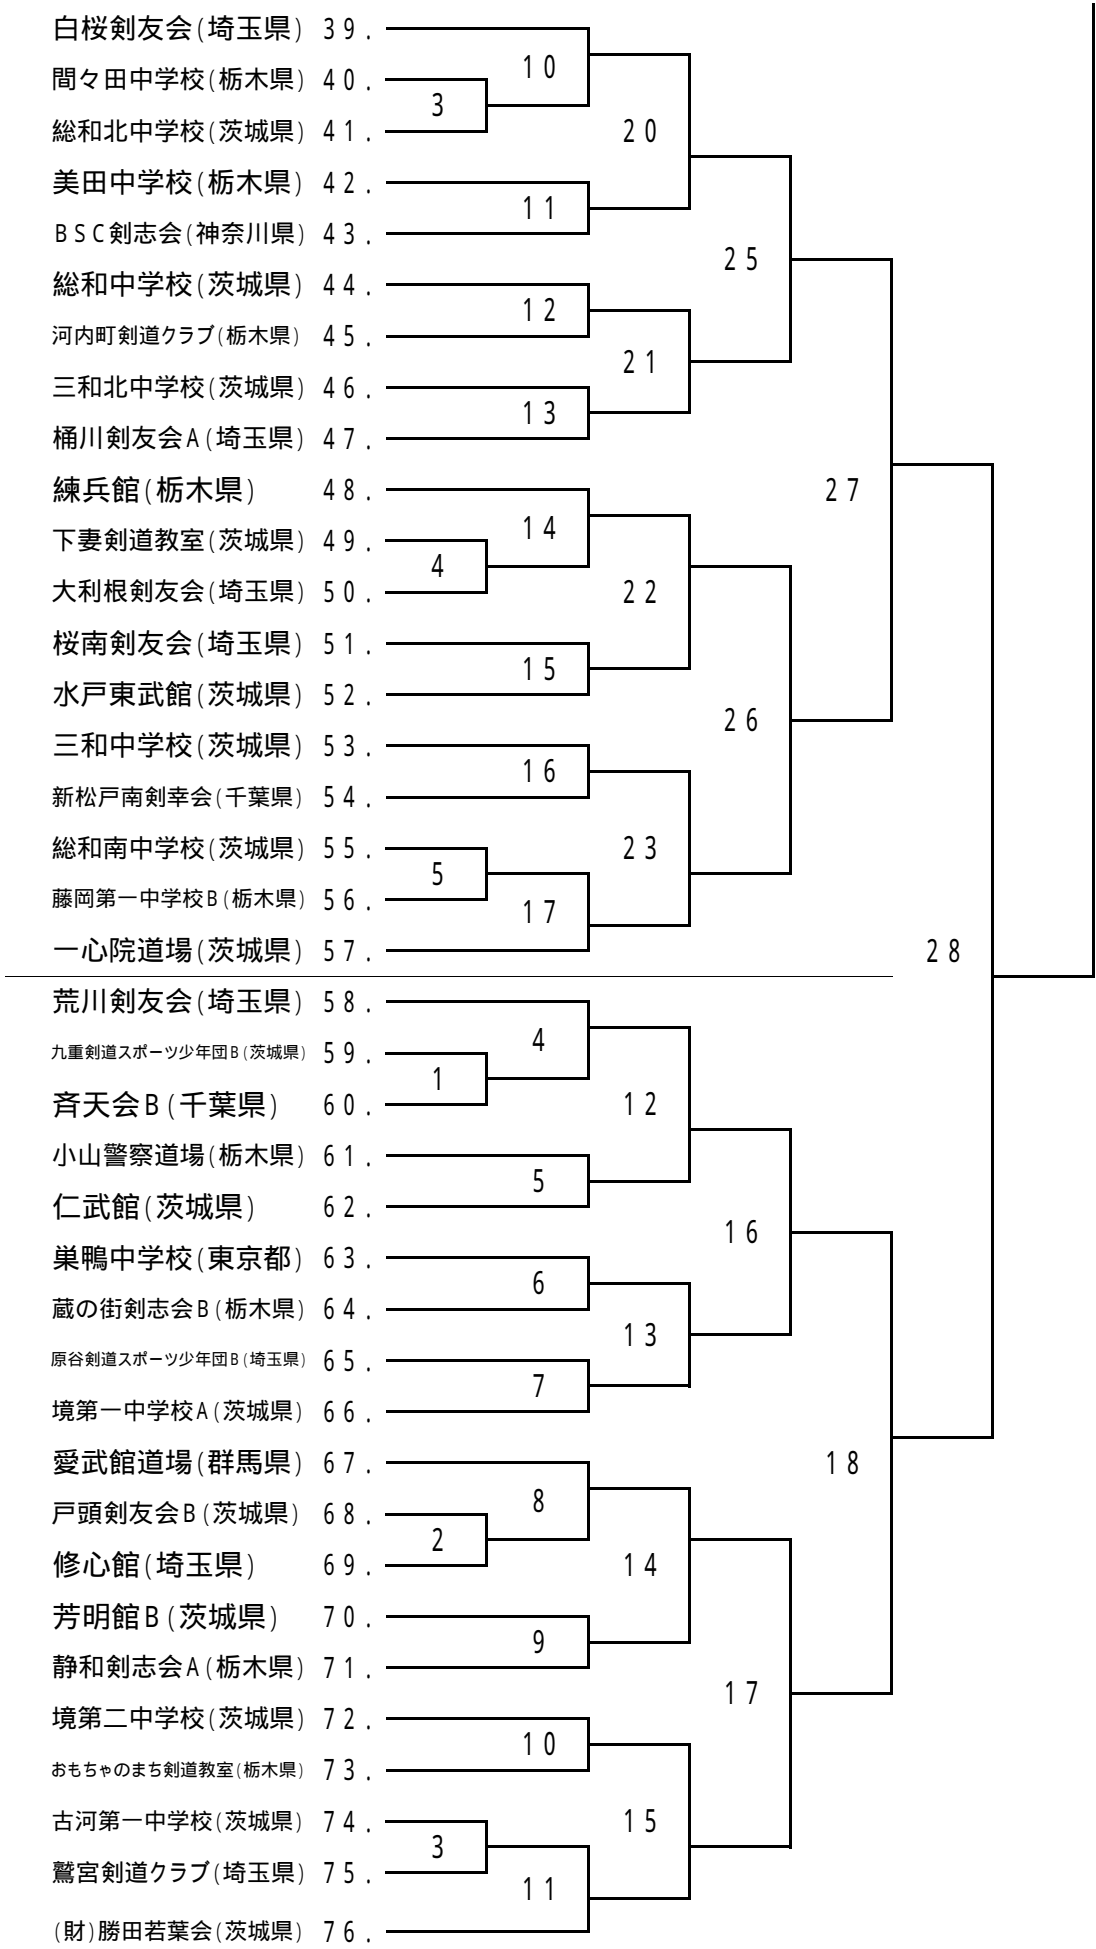 白桜剣友会(埼玉県) 39.
10
間々田中学校(栃木県) 40.
3
総和北中学校(茨城県) 41.
20
美田中学校(栃木県) 42.
11
BSC剣志会(神奈川県) 43.
25
総和中学校(茨城県) 44.
12
河内町剣道クラブ(栃木県) 45.
21
三和北中学校(茨城県) 46.
13
桶川剣友会A(埼玉県) 47.
練兵館(栃木県) 48.
27
14
下妻剣道教室(茨城県) 49.
4
大利根剣友会(埼玉県) 50.
22
桜南剣友会(埼玉県) 51.
15
水戸東武館(茨城県) 52.
26
三和中学校(茨城県) 53.
16
新松戸南剣幸会(千葉県) 54.
総和南中学校(茨城県) 55.
23
5
藤岡第一中学校B(栃木県) 56.
17
一心院道場(茨城県) 57.
28
荒川剣友会(埼玉県) 58.
4
九重剣道スポーツ少年団B(茨城県) 59.
1
斉天会B(千葉県) 60.
12
小山警察道場(栃木県) 61.
5
仁武館(茨城県) 62.
16
巣鴨中学校(東京都) 63.
6
蔵の街剣志会B(栃木県) 64.
13
原谷剣道スポーツ少年団B(埼玉県) 65.
7
境第一中学校A(茨城県) 66.
愛武館道場(群馬県) 67.
18
8
戸頭剣友会B(茨城県) 68.
2
修心館(埼玉県) 69.
14
芳明館B(茨城県) 70.
9
静和剣志会A(栃木県) 71.
17
境第二中学校(茨城県) 72.
10
おもちゃのまち剣道教室(栃木県) 73.
古河第一中学校(茨城県) 74.
15
3
鷲宮剣道クラブ(埼玉県) 75.
11
(財)勝田若葉会(茨城県) 76.